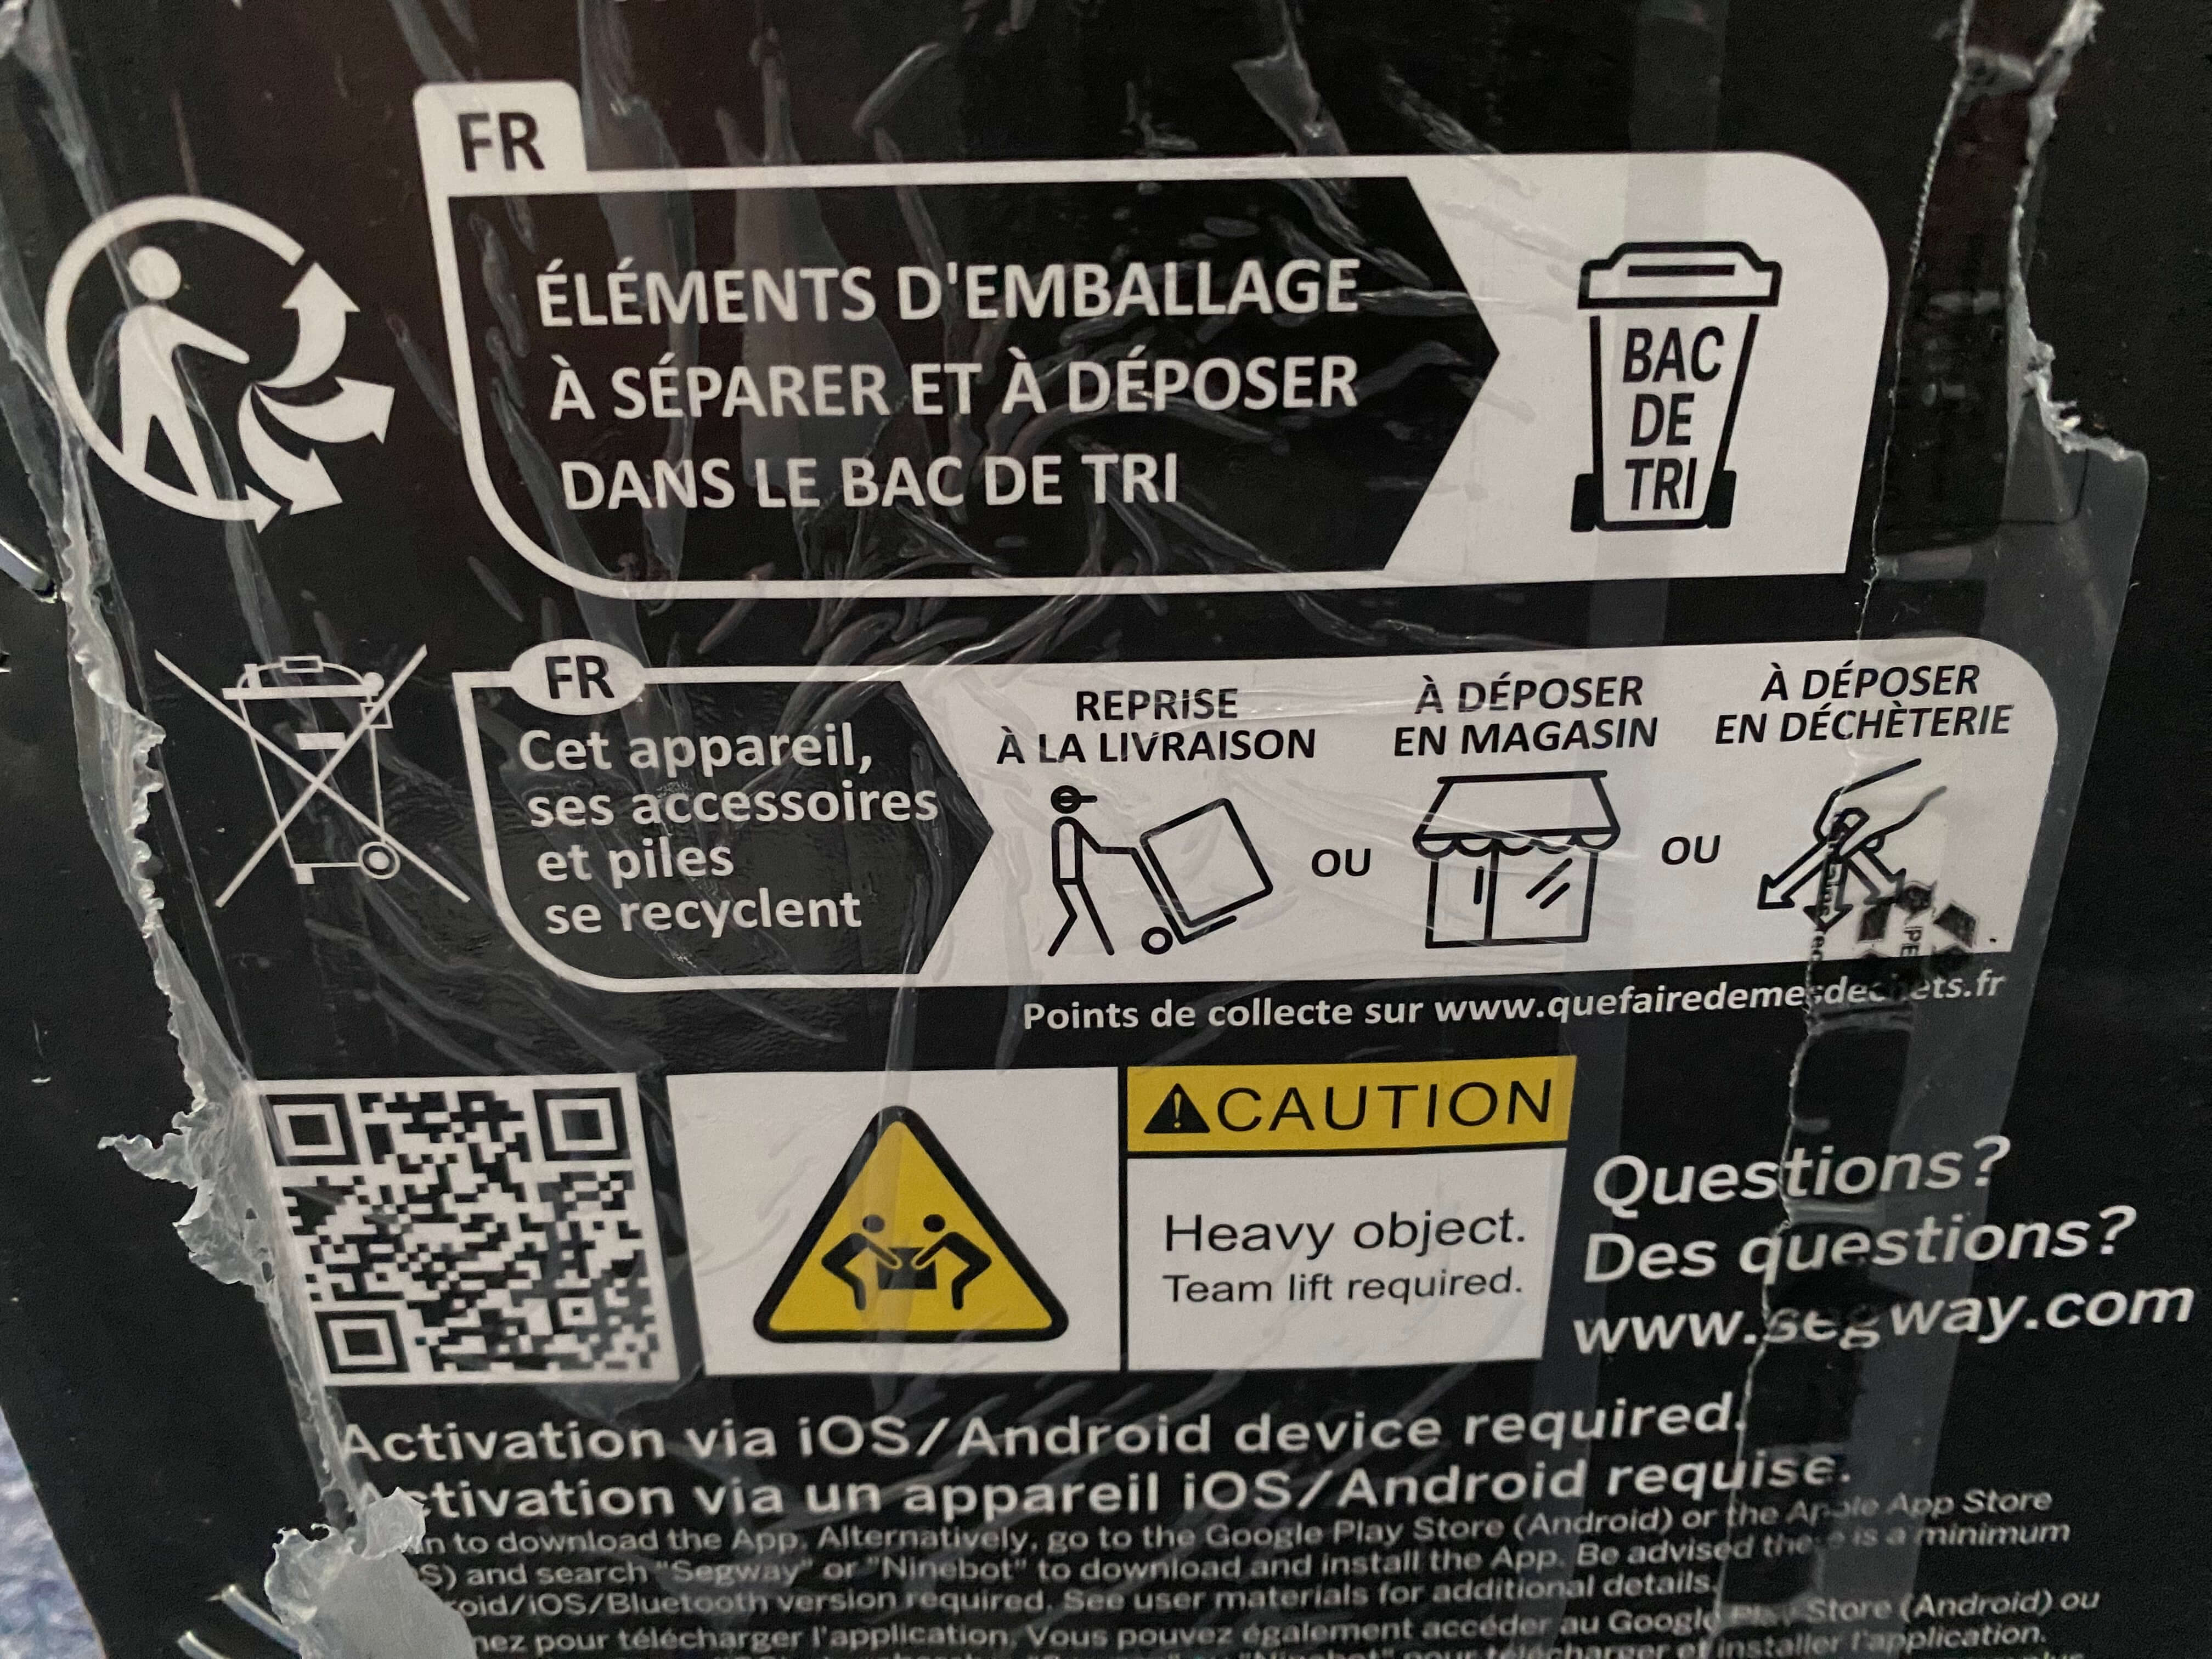 FR
ÉLÉMENTS D'EMBALLAGE
À SÉPARER ET À DÉPOSER
DANS LE BAC DE TRI
BAC
DE
TRI
FR
Cet appareil,
ses accessoires
et piles
se recyclent
REPRISE
À LA LIVRAISON
OU
À DÉPOSER
EN MAGASIN
OU
À DÉPOSER
EN DÉCHÈTERIE
Points de collecte sur www.quefairedemesdechets.fr
CAUTION
Heavy object.
Team lift required.
Questions?
Des questions?
www.segway.com
Activation via iOS/Android device required.
Activation via un appareil iOS/Android requise.
to download the App. Alternatively, go to the Google Play Store (Android) or the Apple App Store
and search "Segway" or "Ninebot" to download and install the App. Be advised there is a minimum
/iOS/Bluetooth version required. See user materials for additional details.
pour télécharger l'application. Vous pouvez également accéder au Google Play Store (Android) ou
"Ninebot" pour télécharger et installer l'application.